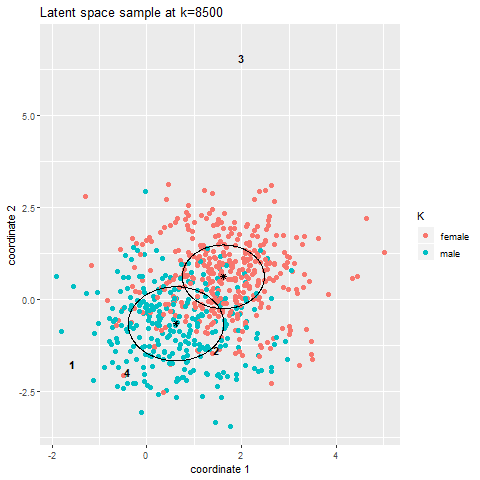 Latent space sample at k=8500
3
5.0
2.5
0.0
-2.5
coordinate 2
1
4
2
*
*
-2
0
2
4
coordinate 1
K
female
male